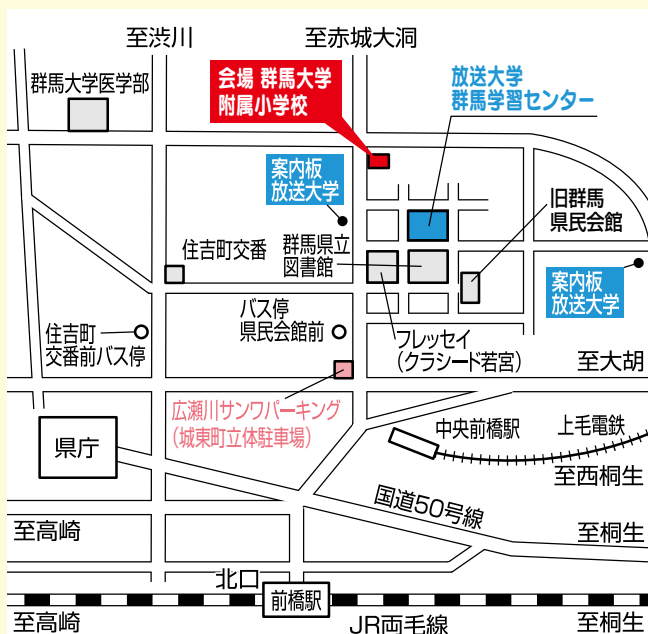 至渋川
至赤城大洞
群馬大学医学部
会場 群馬大学
附属小学校
放送大学
群馬学習センター
案内板
放送大学
旧群馬
県民会館
住吉町交番
群馬県立
図書館
案内板
放送大学
バス停
県民会館前
住吉町
交番前バス停
フレッセイ
(クラシード若宮)
至大胡
広瀬川サンワパーキング
(城東町立体駐車場)
中央前橋駅
上毛電鉄
県庁
至西桐生
国道50号線
至高崎
至桐生
北口
前橋駅
至高崎
JR両毛線
至桐生